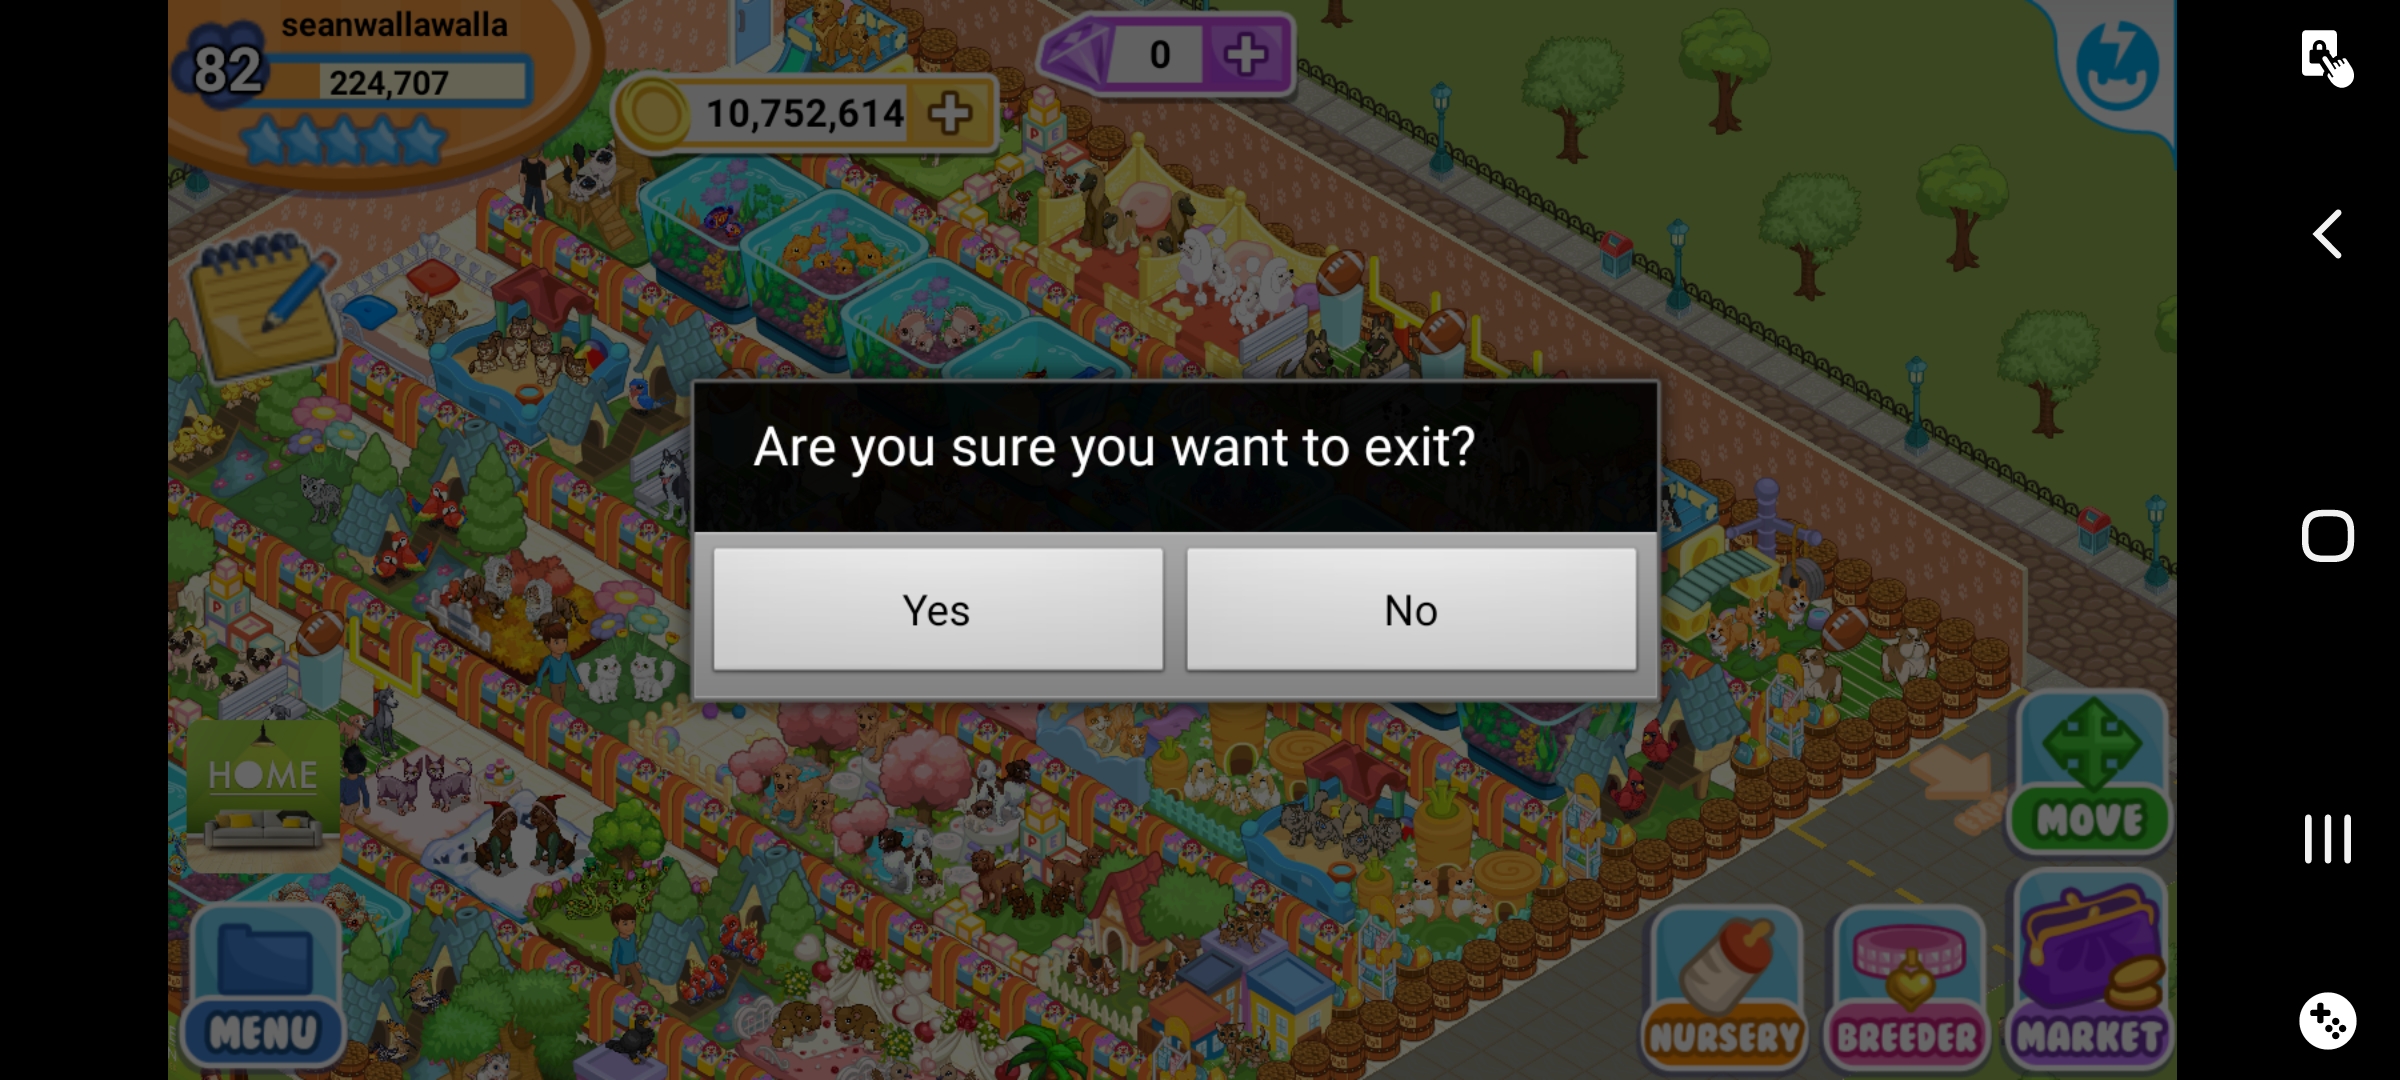 seanwallawalla
82
224,707
10,752,614
0
HOME
Are you sure you want to exit?
Yes
No
MOVE
MENU
NURSERY
BREEDER
MARKET